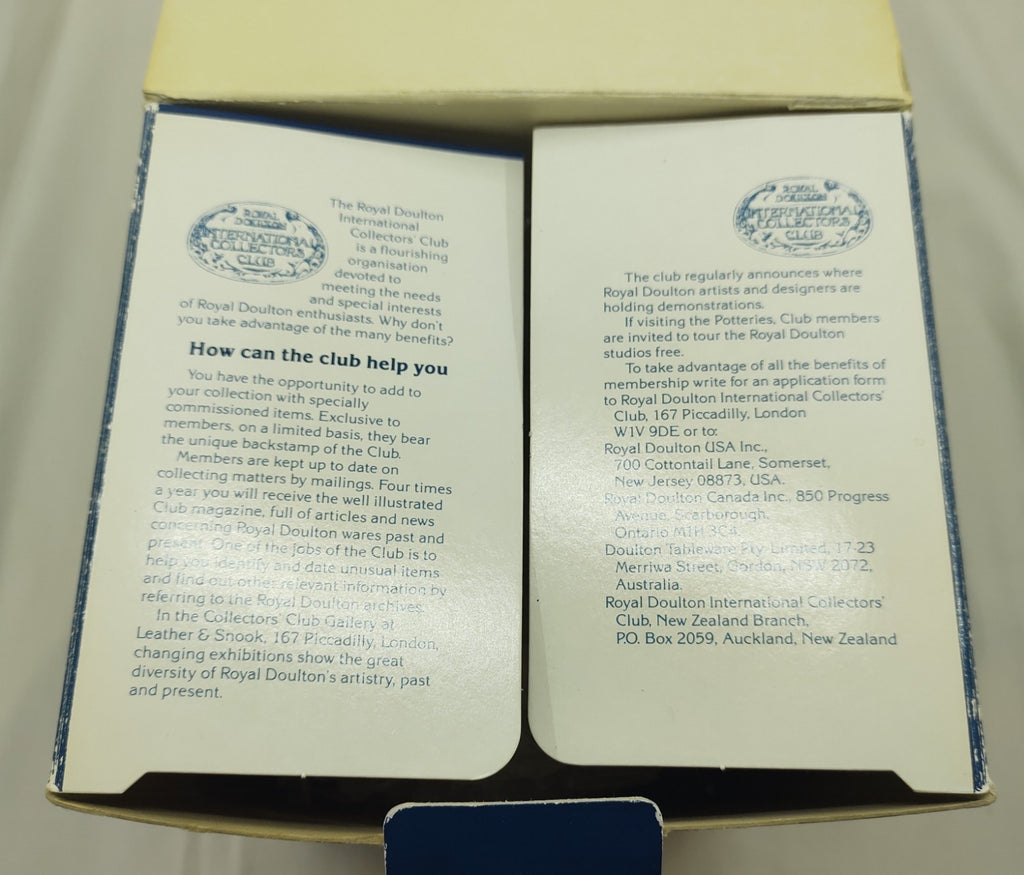 ROYAL
DOULTON
INTERNATIONAL
COLLECTORS
CLUB
The Royal Doulton
International
Collectors' Club
is a flourishing
organisation
devoted to
meeting the needs
and special interests
of Royal Doulton enthusiasts. Why don't
you take advantage of the many benefits?
How can the club help you
You have the opportunity to add to
your collection with specially
commissioned items. Exclusive to
members, on a limited basis, they bear
the unique backstamp of the Club.
Members are kept up to date on
collecting matters by mailings. Four times
a year you will receive the well illustrated
Club magazine, full of articles and news
concerning Royal Doulton wares past and
present. One of the jobs of the Club is to
help you identify and date unusual items
and find out other relevant information by
referring to the Royal Doulton archives.
In the Collectors' Club Gallery at
Leather & Snook, 167 Piccadilly, London,
changing exhibitions show the great
diversity of Royal Doulton's artistry, past
and present.
ROYAL
DOULTON
INTERNATIONAL
COLLECTORS
CLUB
The club regularly announces where
Royal Doulton artists and designers are
holding demonstrations.
If visiting the Potteries, Club members
are invited to tour the Royal Doulton
studios free.
To take advantage of all the benefits of
membership write for an application form
to Royal Doulton International Collectors'
Club, 167 Piccadilly, London
W1V 9DE or to:
Royal Doulton USA Inc.,
700 Cottontail Lane, Somerset,
New Jersey 08873, USA.
Royal Doulton Canada Inc., 850 Progress
Avenue, Scarborough,
Ontario M1H 3C4.
Doulton Tableware Pty Limited, 17-23
Merriwa Street, Gordon, NSW 2072,
Australia.
Royal Doulton International Collectors'
Club, New Zealand Branch,
P.O. Box 2059, Auckland, New Zealand